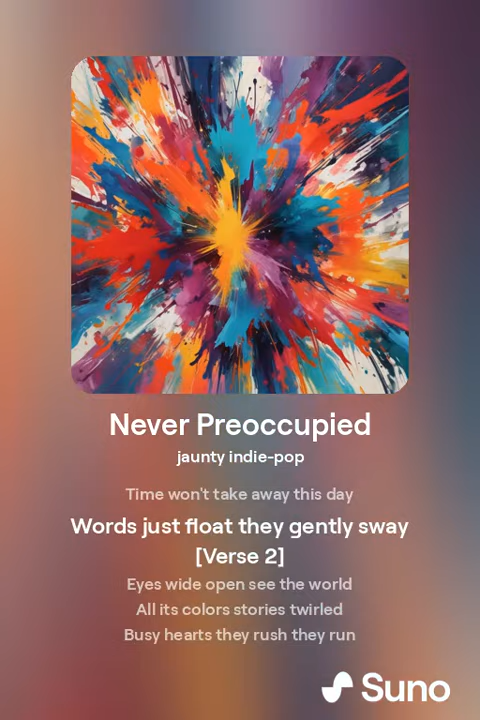 Never Preoccupied
jaunty indie-pop
Time won't take away this day
Words just float they gently sway
[Verse 2]
Eyes wide open see the world
All its colors stories twirled
Busy hearts they rush they run
Suno